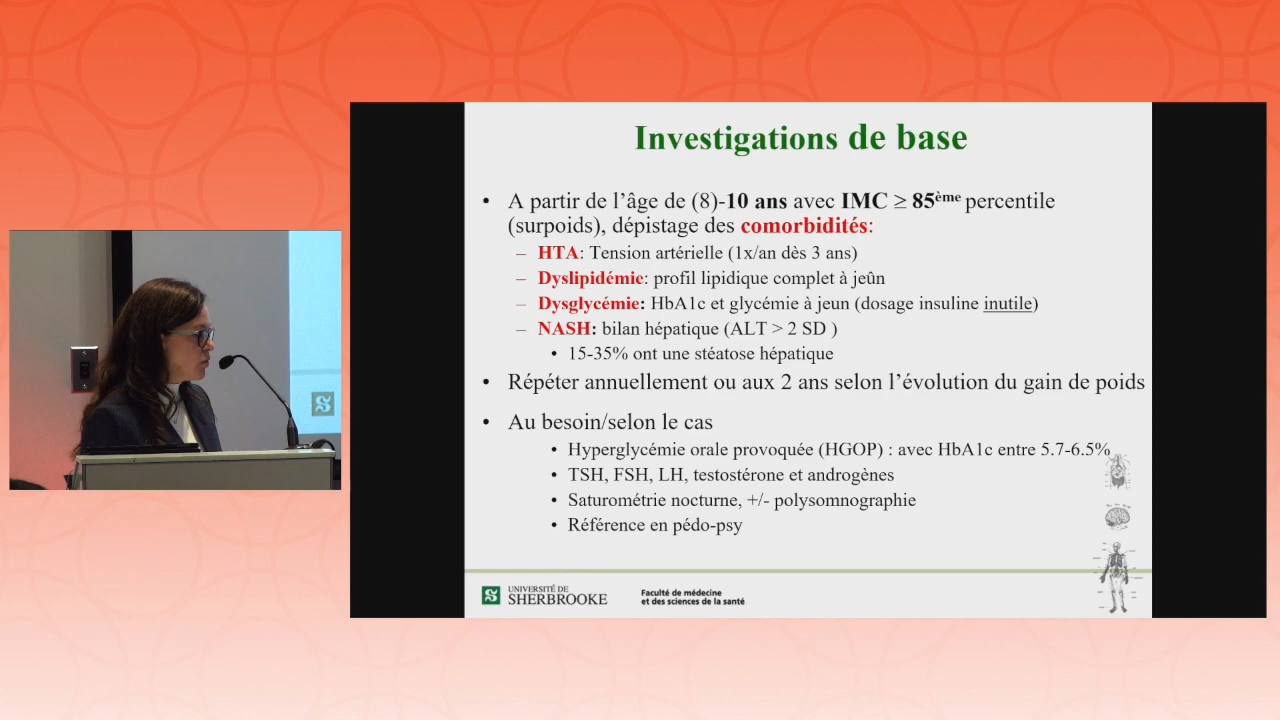 Investigations de base
• A partir de l’âge de (8)-10 ans avec IMC ≥ 85ème percentile
(surpoids), dépistage des comorbidités:
– HTA: Tension artérielle (1x/an dès 3 ans)
– Dyslipidémie: profil lipidique complet à jeûn
– Dysglycémie: HbA1c et glycémie à jeun (dosage insuline inutile)
– NASH: bilan hépatique (ALT > 2 SD )
• 15-35% ont une stéatose hépatique
• Répéter annuellement ou aux 2 ans selon l’évolution du gain de poids
• Au besoin/selon le cas
• Hyperglycémie orale provoquée (HGOP) : avec HbA1c entre 5.7-6.5%
• TSH, FSH, LH, testostérone et androgènes
• Saturométrie nocturne, +/- polysomnographie
• Référence en pédo-psy
UNIVERSITÉ DE
SHERBROOKE
Faculté de médecine
et des sciences de la santé